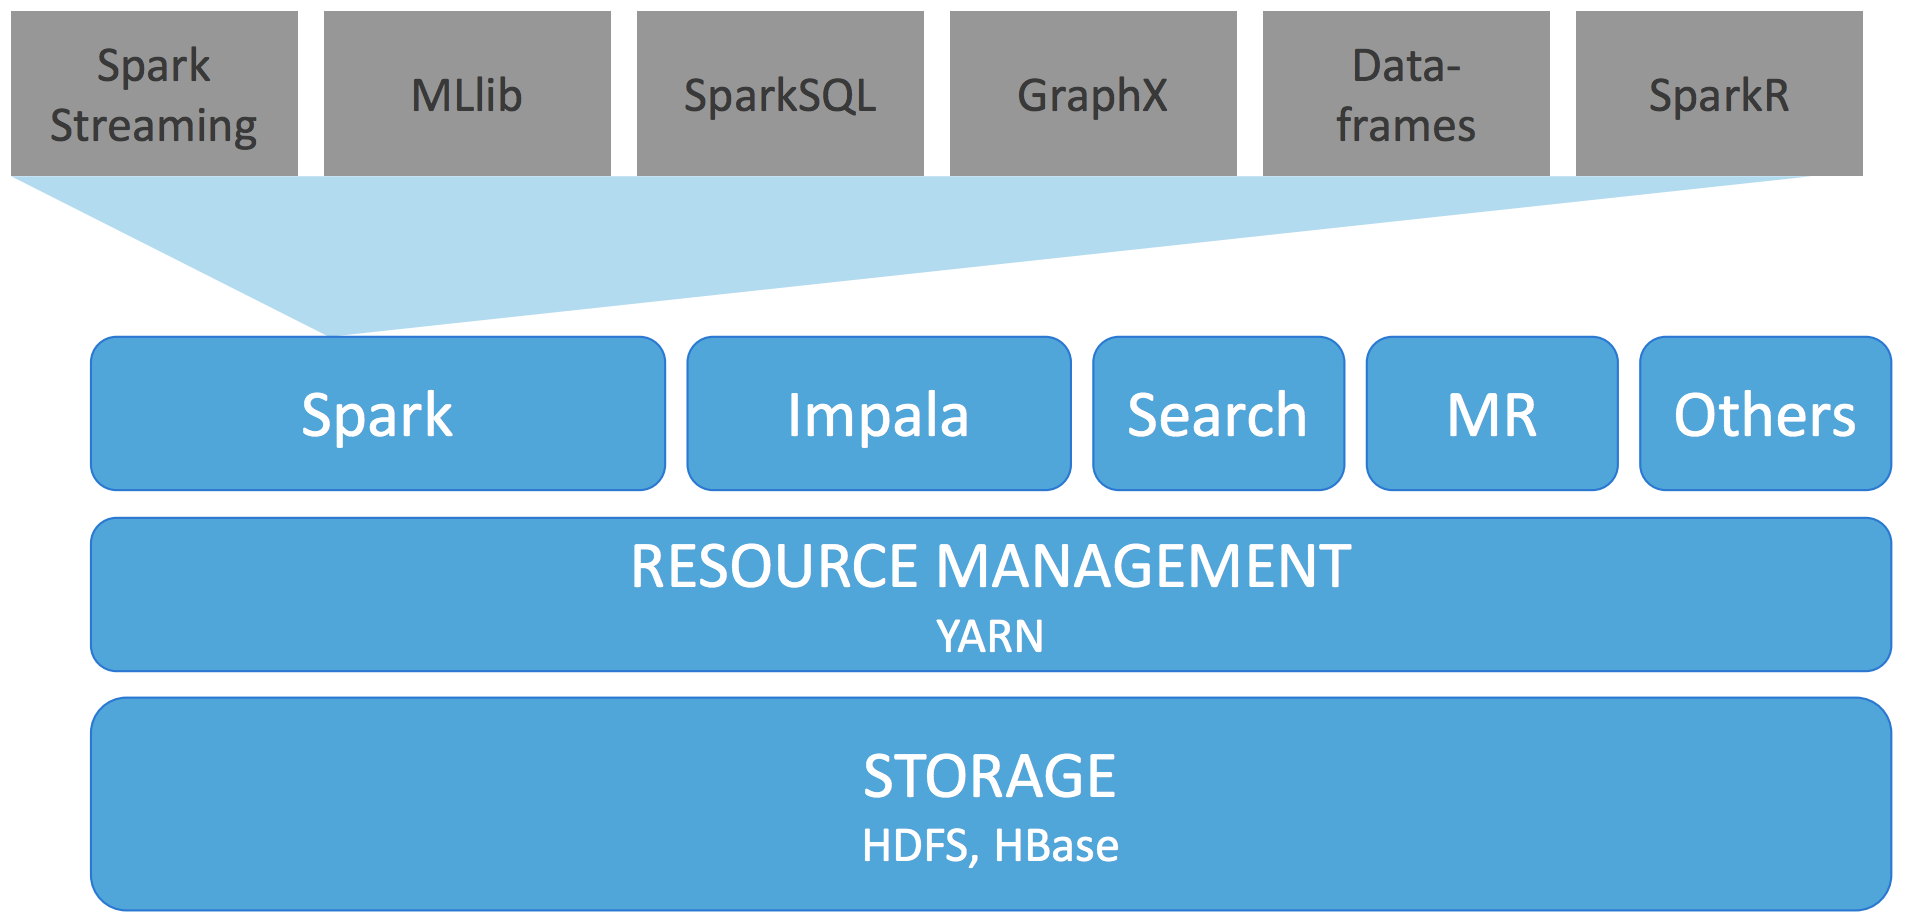 Spark
Streaming
MLlib
SparkSQL
GraphX
Data-
frames
SparkR
Spark
Impala
Search
MR
Others
RESOURCE MANAGEMENT
YARN
STORAGE
HDFS, HBase